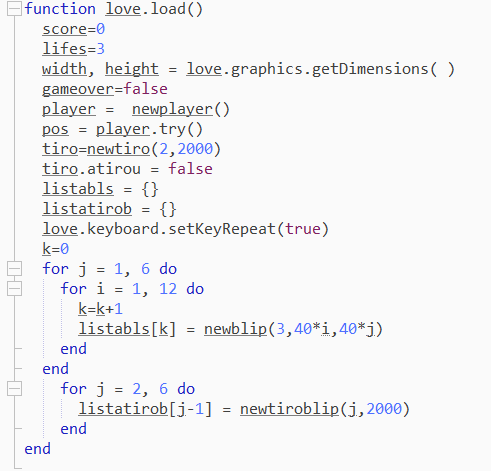 function love.load()
score=0
lifes=3
width, height = love.graphics.getDimensions( )
gameover=false
player =  newplayer()
pos = player.try()
tiro=newtiro(2,2000)
tiro.atirou = false
listabls = {}
listatirob = {}
love.keyboard.setKeyRepeat(true)
k=0
for j = 1, 6 do
for i = 1, 12 do
k=k+1
listabls[k] = newblip(3,40*i,40*j)
end
end
for j = 2, 6 do
listatirob[j-1] = newtiroblip(j,2000)
end
end